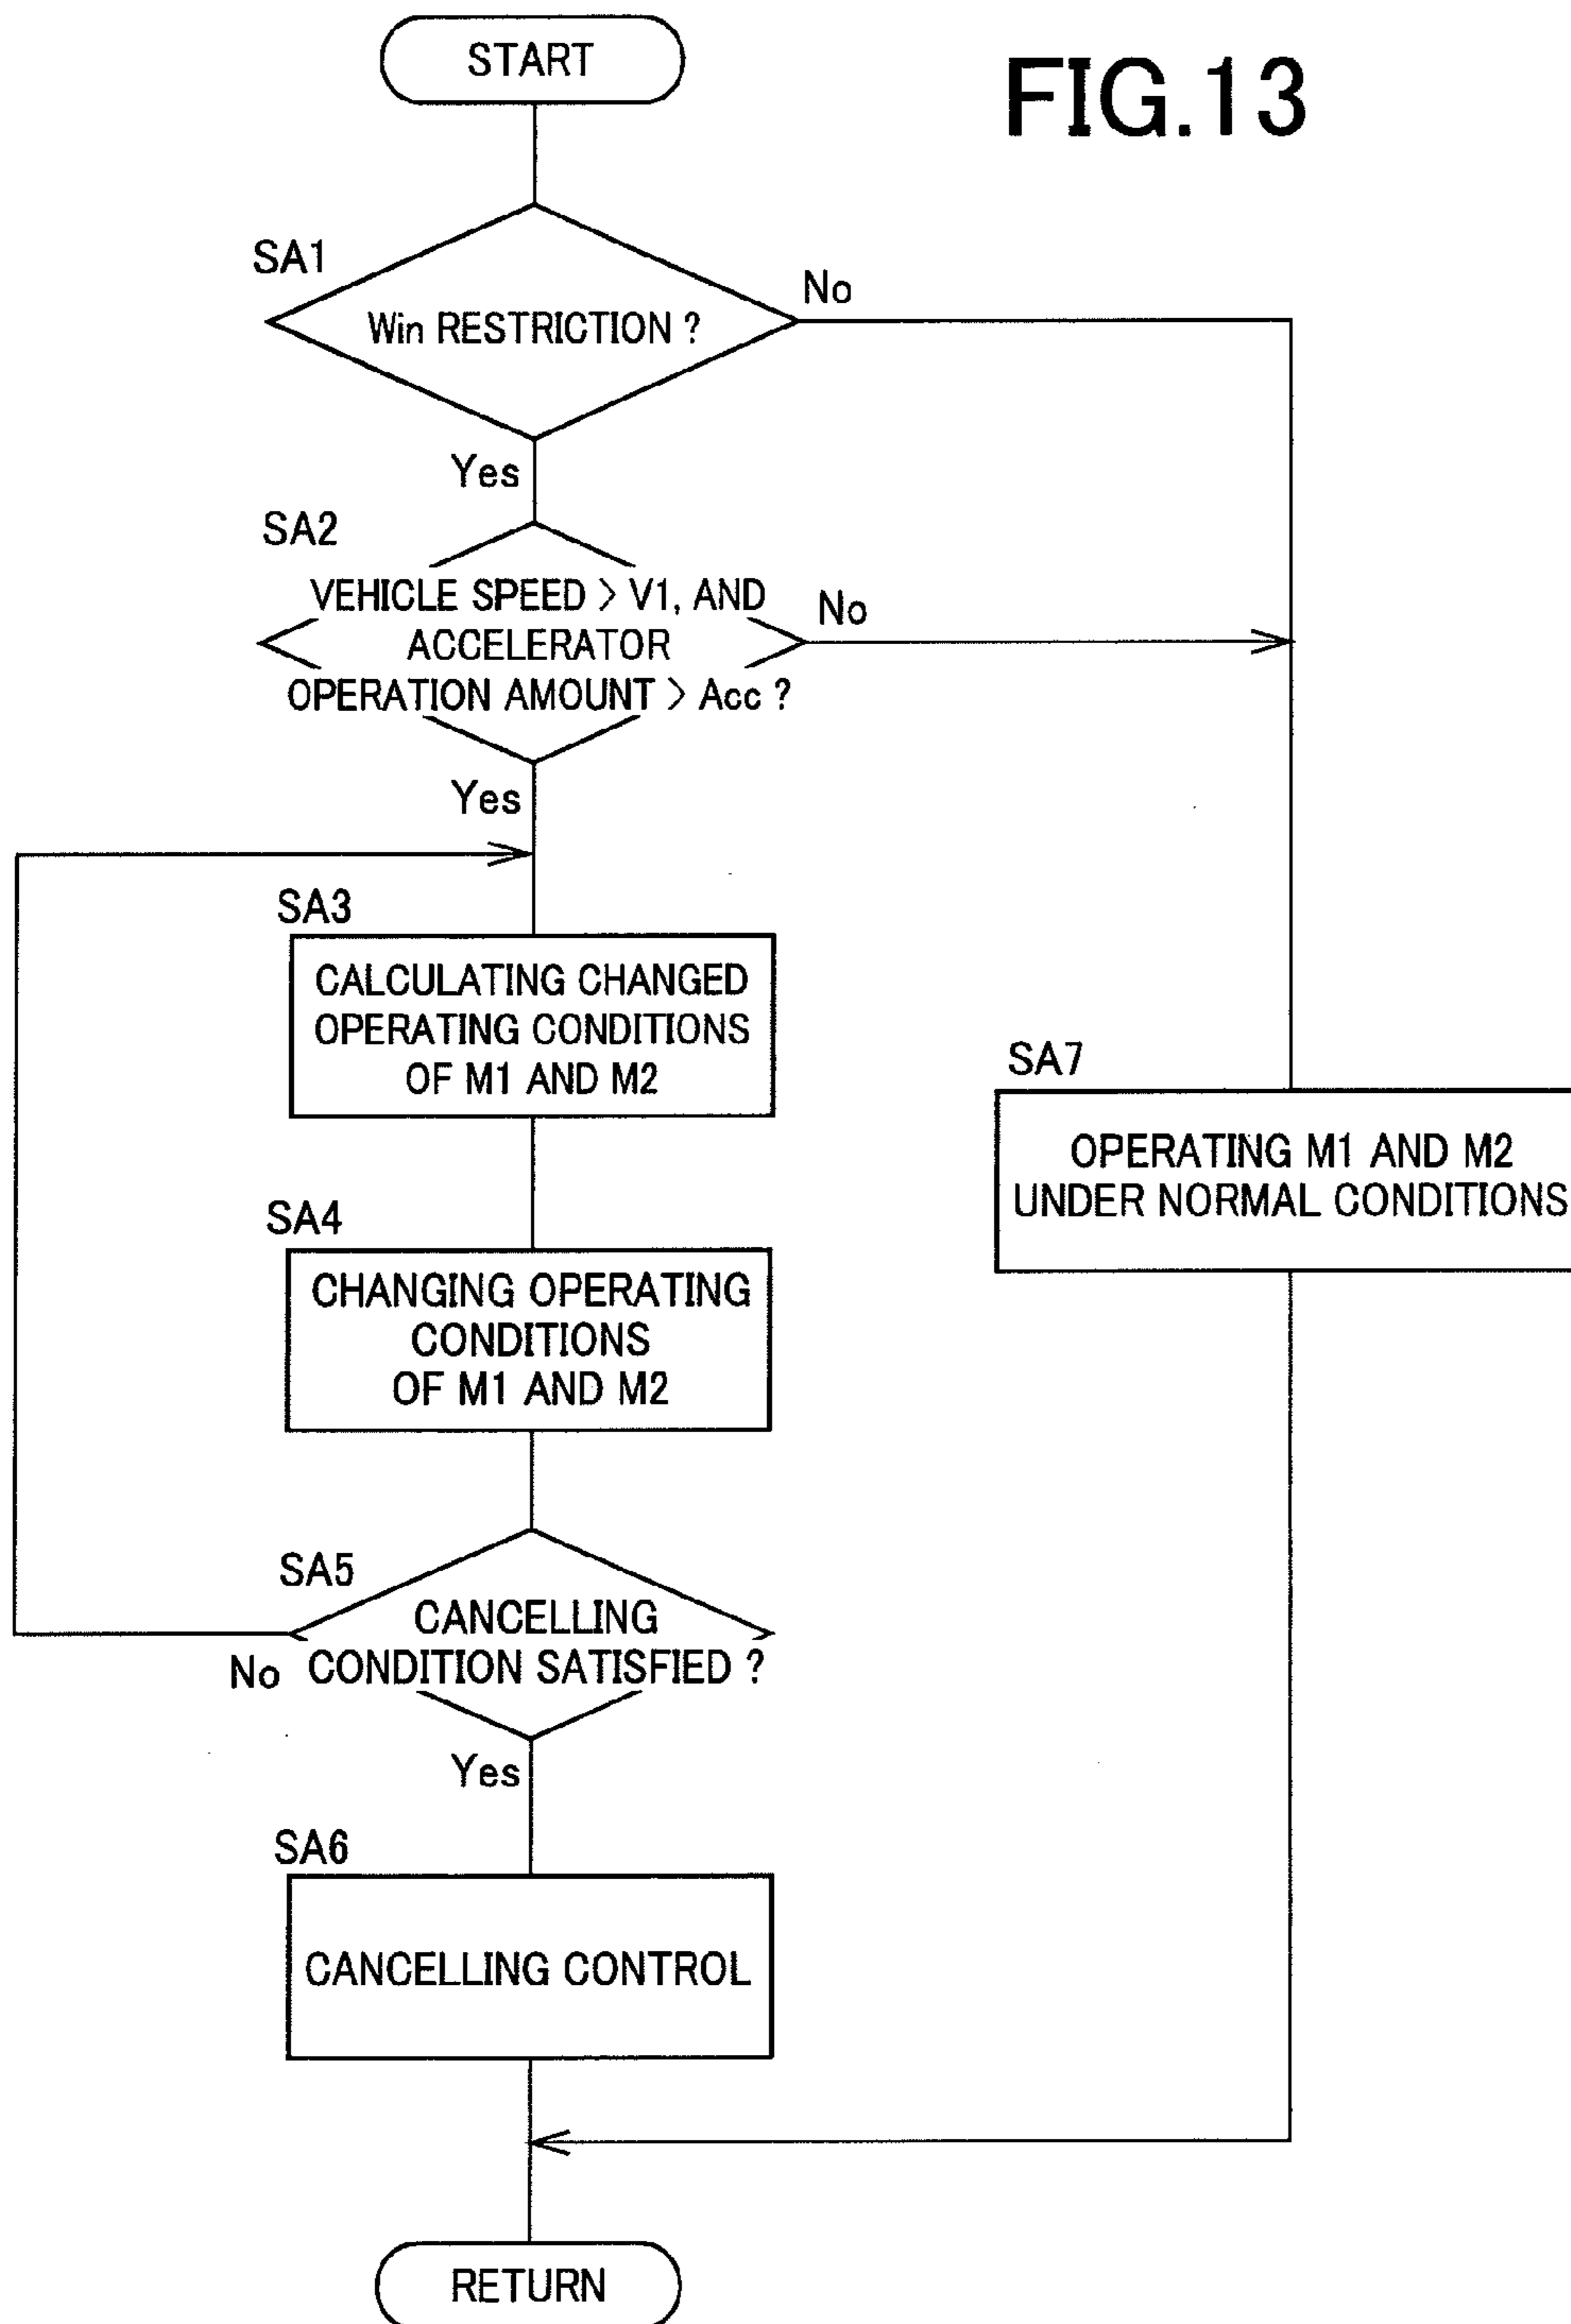 START
FIG.13
SA1
Win RESTRICTION ?
No
Yes
SA2
VEHICLE SPEED > V1, AND
ACCELERATOR
OPERATION AMOUNT > Acc ?
No
Yes
SA3
CALCULATING CHANGED
OPERATING CONDITIONS
OF M1 AND M2
SA7
OPERATING M1 AND M2
UNDER NORMAL CONDITIONS
SA4
CHANGING OPERATING
CONDITIONS
OF M1 AND M2
SA5
CANCELLING
CONDITION SATISFIED ?
No
Yes
SA6
CANCELLING CONTROL
RETURN